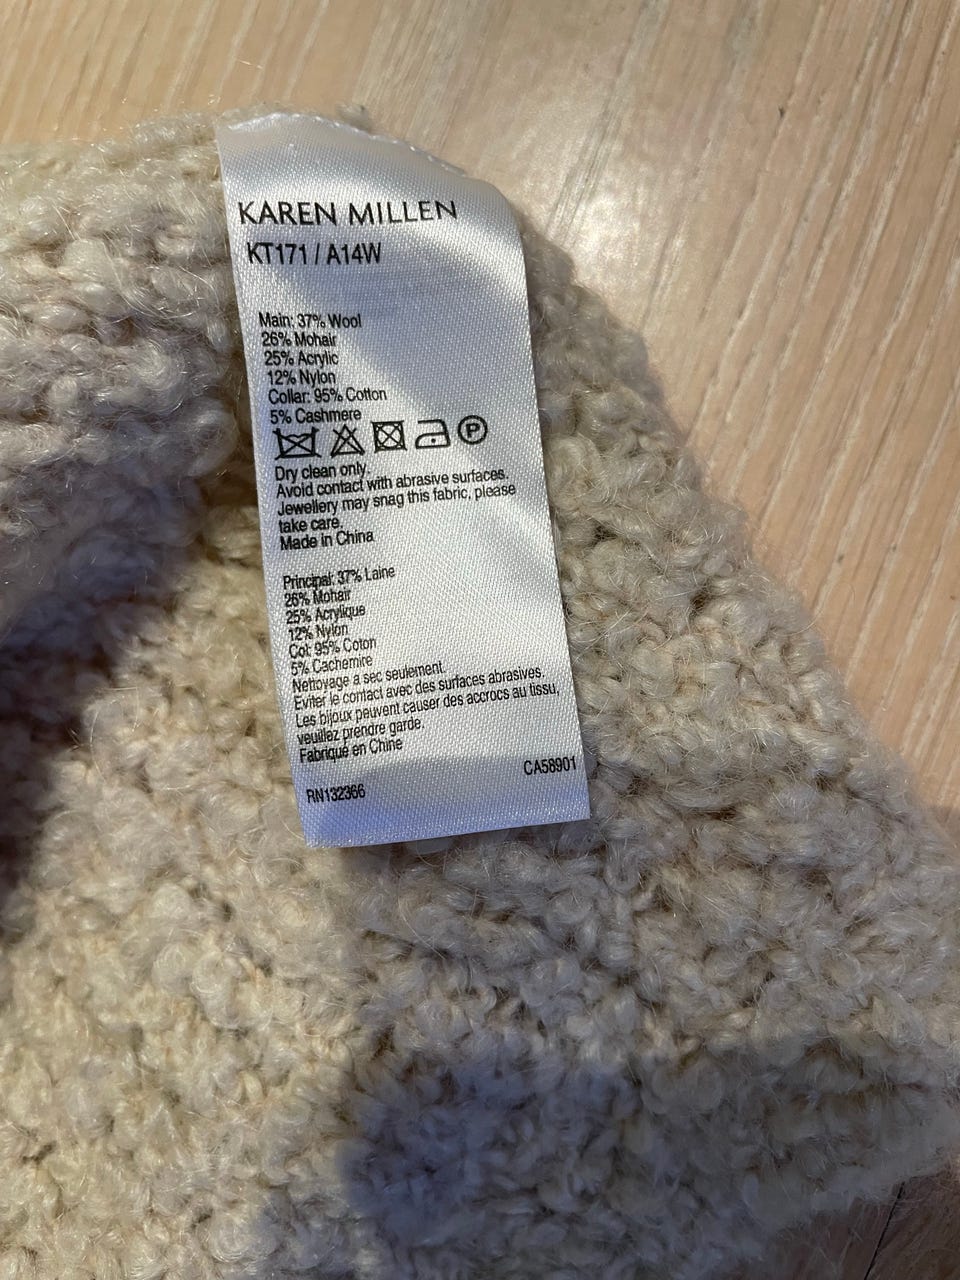 KAREN MILLEN
KT171 / A14W
Main: 37% Wool
26% Mohair
25% Acrylic
12% Nylon
Collar: 95% Cotton
5% Cashmere
P
Dry clean only.
Avoid contact with abrasive surfaces.
Jewellery may snag this fabric, please
take care.
Made in China
Principal: 37% Laine
26% Mohair
25% Acrylique
12% Nylon
Col: 95% Coton
5% Cachemire
Nettoyage a sec seulement
Eviter le contact avec des surfaces abrasives.
Les bijoux peuvent causer des accrocs au tissu,
veuillez prendre garde.
Fabriqué en Chine
RN132366
CA58901